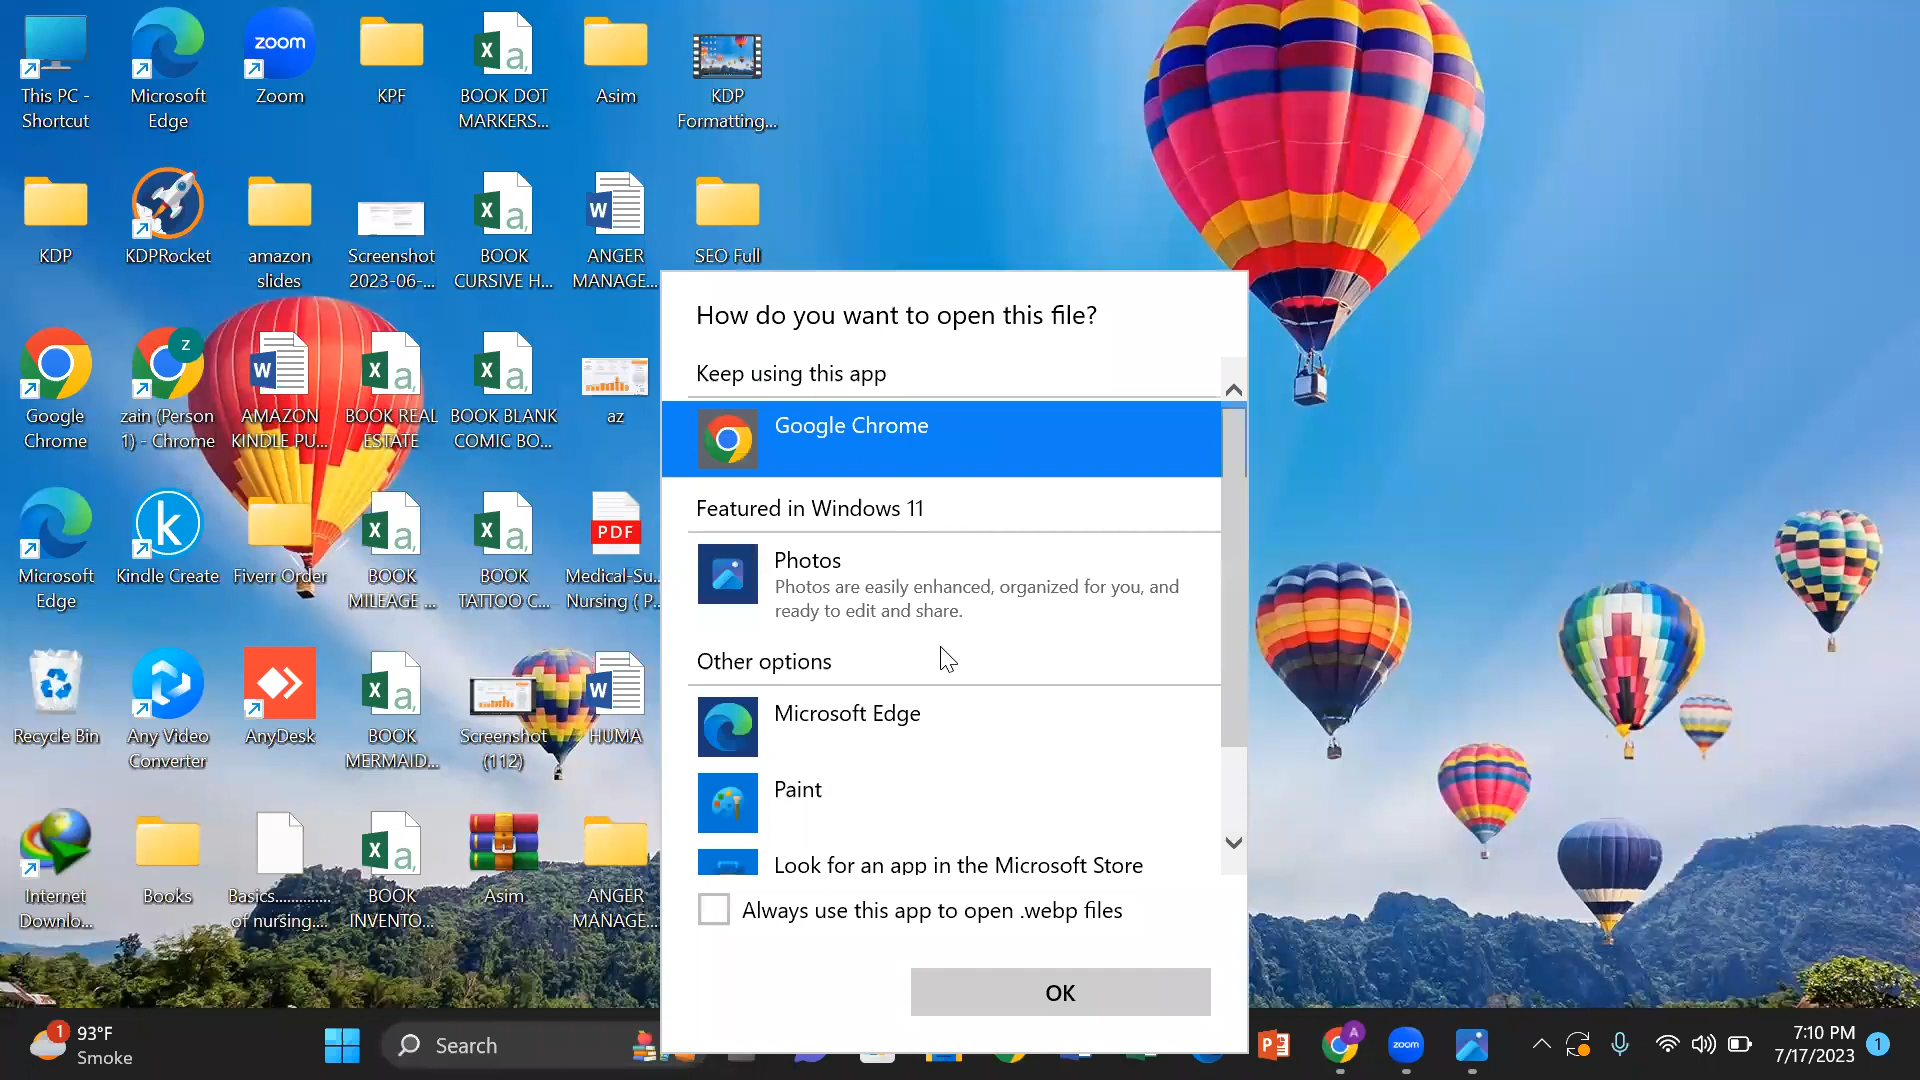 This PC -
Shortcut
Microsoft
Edge
zoom
Zoom
KPF
BOOK DOT
MARKERS...
Asim
KDP
Formatting...
KDP
KDPRocket
amazon
slides
Screenshot
2023-06-...
BOOK
CURSIVE H...
ANGER
MANAGE...
SEO Full
Google
Chrome
zain (Person
1) - Chrome
AMAZON
KINDLE PU...
BOOK REAL
ESTATE
BOOK BLANK
COMIC BO...
az
Microsoft
Edge
Kindle Create
Fiverr Order
BOOK
MILEAGE ...
BOOK
TATTOO C...
PDF
Medical-Su...
Nursing ( P...
Recycle Bin
Any Video
Converter
AnyDesk
BOOK
MERMAID...
Screenshot
(112)
HUMA
Internet
Downlo...
Books
Basics..............
of nursing....
BOOK
INVENTO...
Asim
ANGER
MANAGE...
How do you want to open this file?
Keep using this app
Google Chrome
Featured in Windows 11
Photos
Photos are easily enhanced, organized for you, and
ready to edit and share.
Other options
Microsoft Edge
Paint
Look for an app in the Microsoft Store
Always use this app to open .webp files
OK
1
93°F
Smoke
Search
A
zoom
7:10 PM
7/17/2023
1